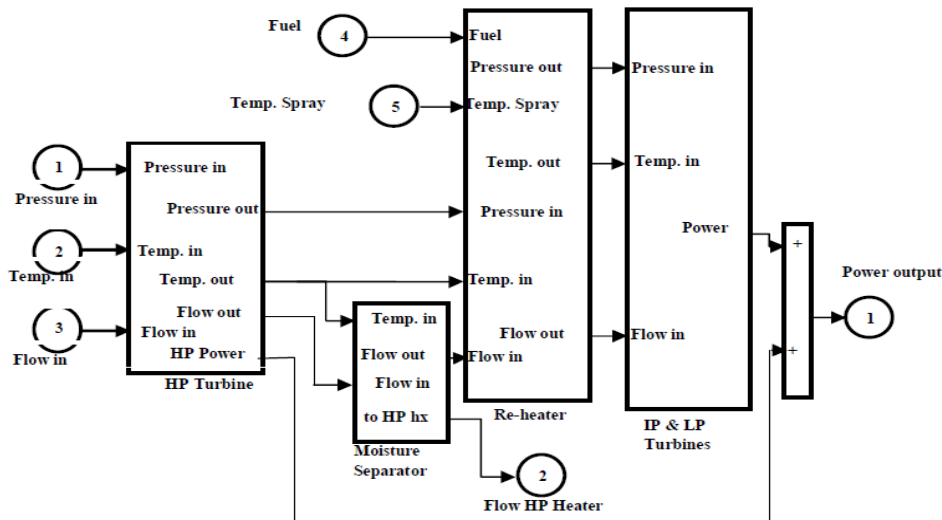 Fuel
4
Fuel
Pressure out
Pressure in
Temp. Spray
5
Temp. Spray
1
Pressure in
Pressure in
Temp. out
Temp. in
Pressure out
Pressure in
Power
+
2
Temp. in
Temp. in
Temp. out
Temp. in
Power output
1
3
Flow in
Flow in
Flow out
HP Power
HP Turbine
Temp. in
Flow out
Flow in
to HP hx
Moisture
Separator
Flow out
Flow in
Re-heater
Flow in
IP & LP
Turbines
+
2
Flow HP Heater